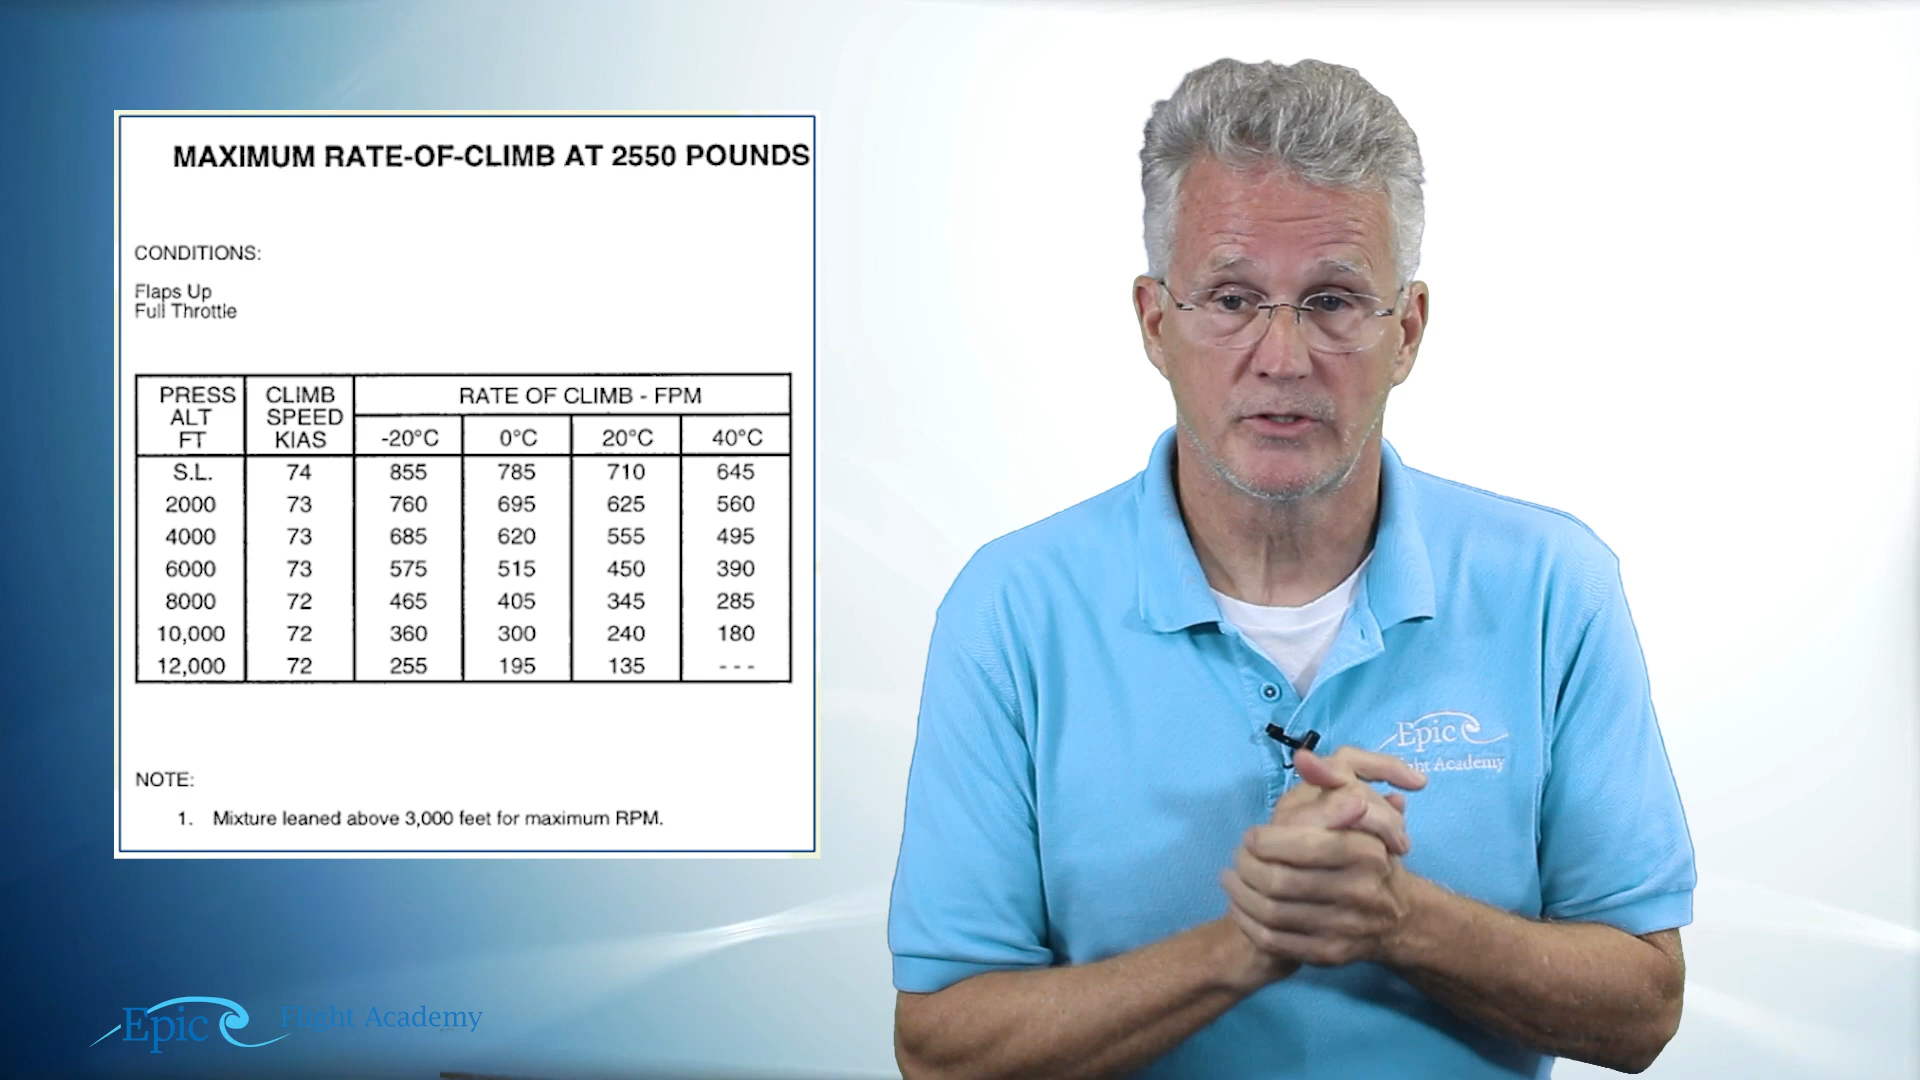 MAXIMUM RATE-OF-CLIMB AT 2550 POUNDS
CONDITIONS:
Flaps Up
Full Throttle
PRESS ALT FT CLIMB SPEED KIAS RATE OF CLIMB - FPM
-20°C 0°C 20°C 40°C
S.L. 74 855 785 710 645
2000 73 760 695 625 560
4000 73 685 620 555 495
6000 73 575 515 450 390
8000 72 465 405 345 285
10,000 72 360 300 240 180
12,000 72 255 195 135 - - -
NOTE:
1. Mixture leaned above 3,000 feet for maximum RPM.
Epic
ght Academy
Epic Flight Academy